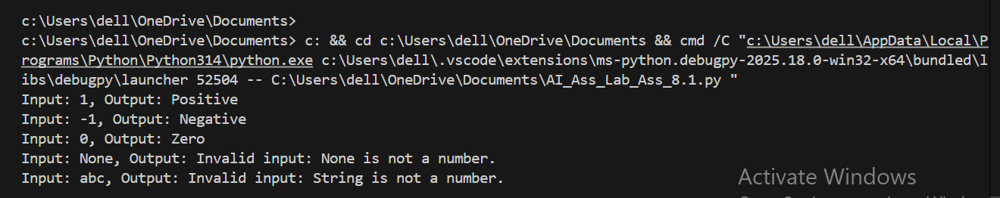 c:\Users\dell\OneDrive\Documents>
c:\Users\dell\OneDrive\Documents> c: && cd c:\Users\dell\OneDrive\Documents && cmd /C "c:\Users\dell\AppData\Local\P
rograms\Python\Python314\python.exe c:\Users\dell\.vscode\extensions\ms-python.debugpy-2025.18.0-win32-x64\bundled\l
ibs\debugpy\launcher 52504 -- C:\Users\dell\OneDrive\Documents\AI_Ass_Lab_Ass_8.1.py "
Input: 1, Output: Positive
Input: -1, Output: Negative
Input: 0, Output: Zero
Input: None, Output: Invalid input: None is not a number.
Input: abc, Output: Invalid input: String is not a number.
Activate Windows